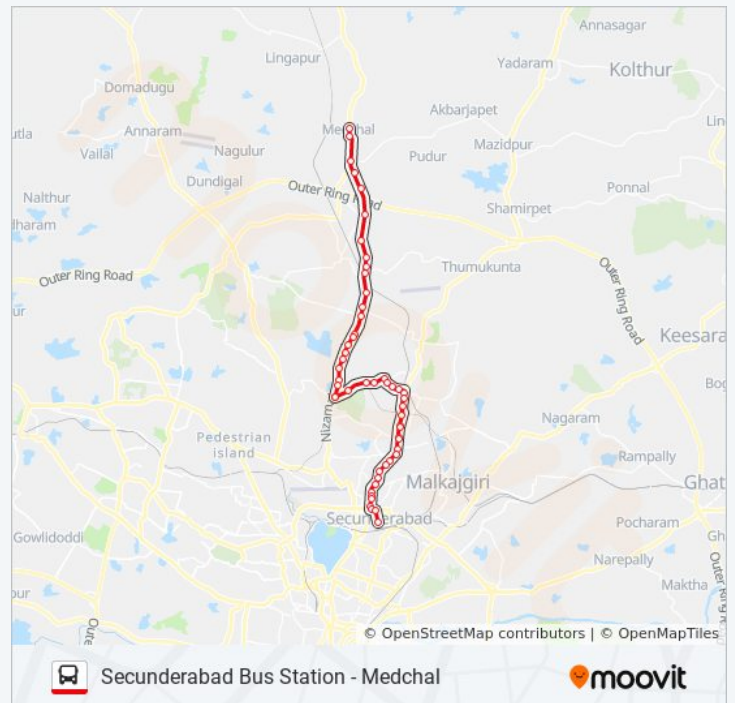 Annasagar
Lingapur
Yadaram
Kolthur
Domadugu
Akbarjapet
Annaram
Medchal
Mazidpur
Vailal
Nagulur
Pudur
Dundigal
Outer Ring Road
Ponnal
Nalthur
Shamirpet
Outer Ring Road
Thumukunta
Outer Ring Road
Keesara
Nagaram
Nizam
Pedestrian
island
Rampally
Malkajgiri
Ghat
Secunderabad
Pocharam
Gowlidoddi
Narepally
Maktha
© OpenStreetMap contributors | © OpenMapTiles
Secunderabad Bus Station - Medchal
moovit